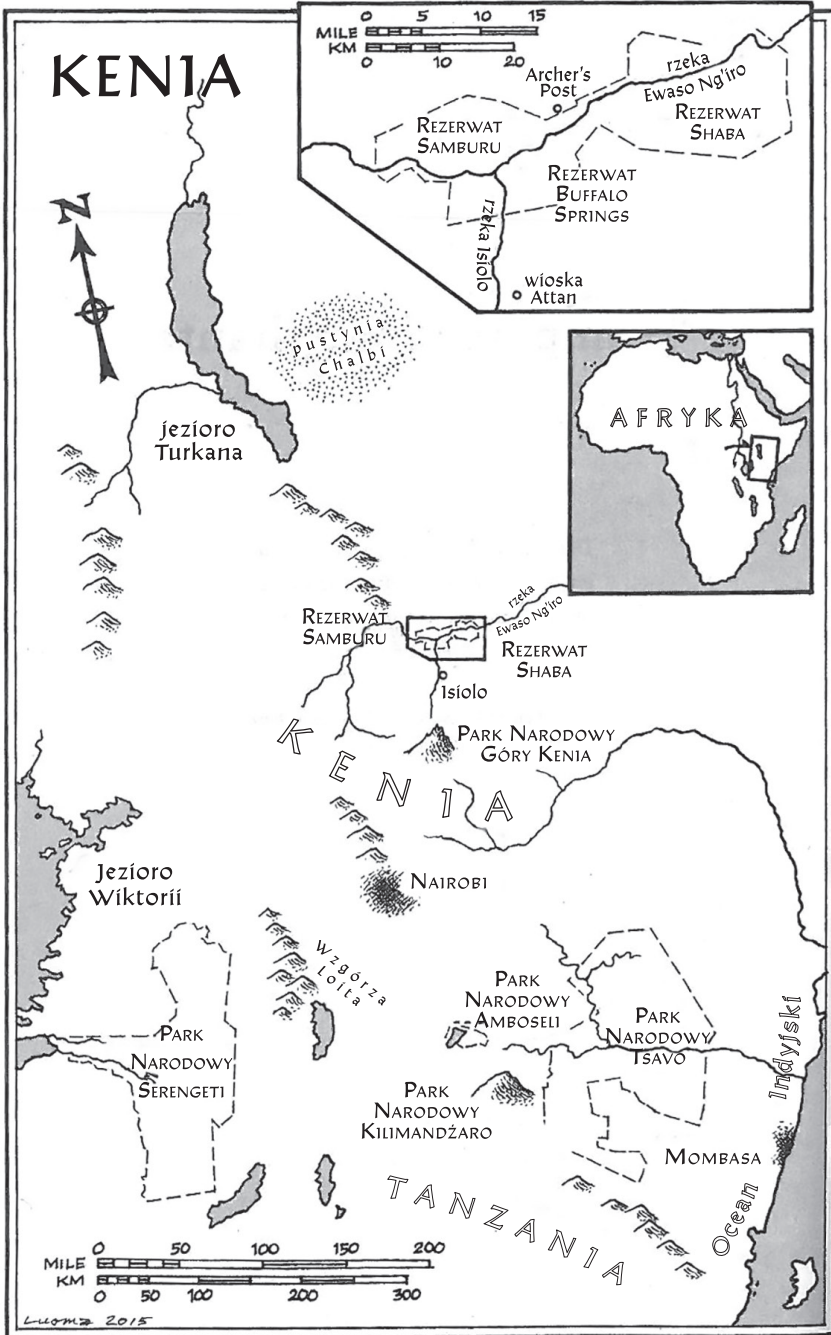 KENIA
0 5 10 15
MILE
KM
0 10 20
Archer's
Post
rzeka
Ewaso Ng'iro
Rezerwat
Samburu
Rezerwat
Shaba
Rezerwat
Buffalo
Springs
rzeka Isiolo
wioska
Attan
N
pustynia
Chalbi
AFRYKA
jezioro
Turkana
Rezerwat
Samburu
rzeka
Ewaso Ng'iro
Rezerwat
Shaba
Isiolo
KENIA
Park Narodowy
Góry Kenia
Jezioro
Wiktorii
Nairobi
Wzgórza
Loita
Park
Narodowy
Amboseli
Park
Narodowy
Tsavo
Park
Narodowy
Serengeti
Park
Narodowy
Kilimandżaro
Mombasa
Ocean Indyjski
TANZANIA
0 50 100 150 200
MILE
KM
0 50 100 200 300
Luoma 2015